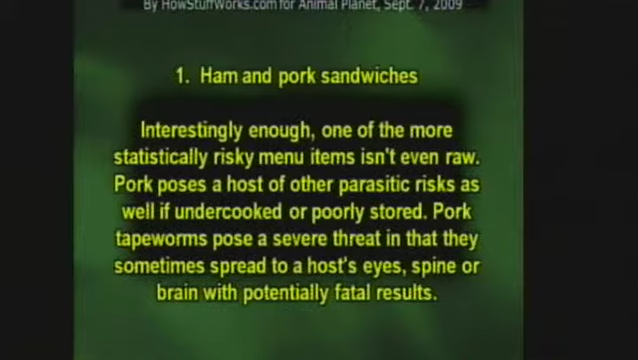 By HowStuffWorks.com for Animal Planet, Sept. 7, 2009
1. Ham and pork sandwiches
Interestingly enough, one of the more
statistically risky menu items isn't even raw.
Pork poses a host of other parasitic risks as
well if undercooked or poorly stored. Pork
tapeworms pose a severe threat in that they
sometimes spread to a host's eyes, spine or
brain with potentially fatal results.